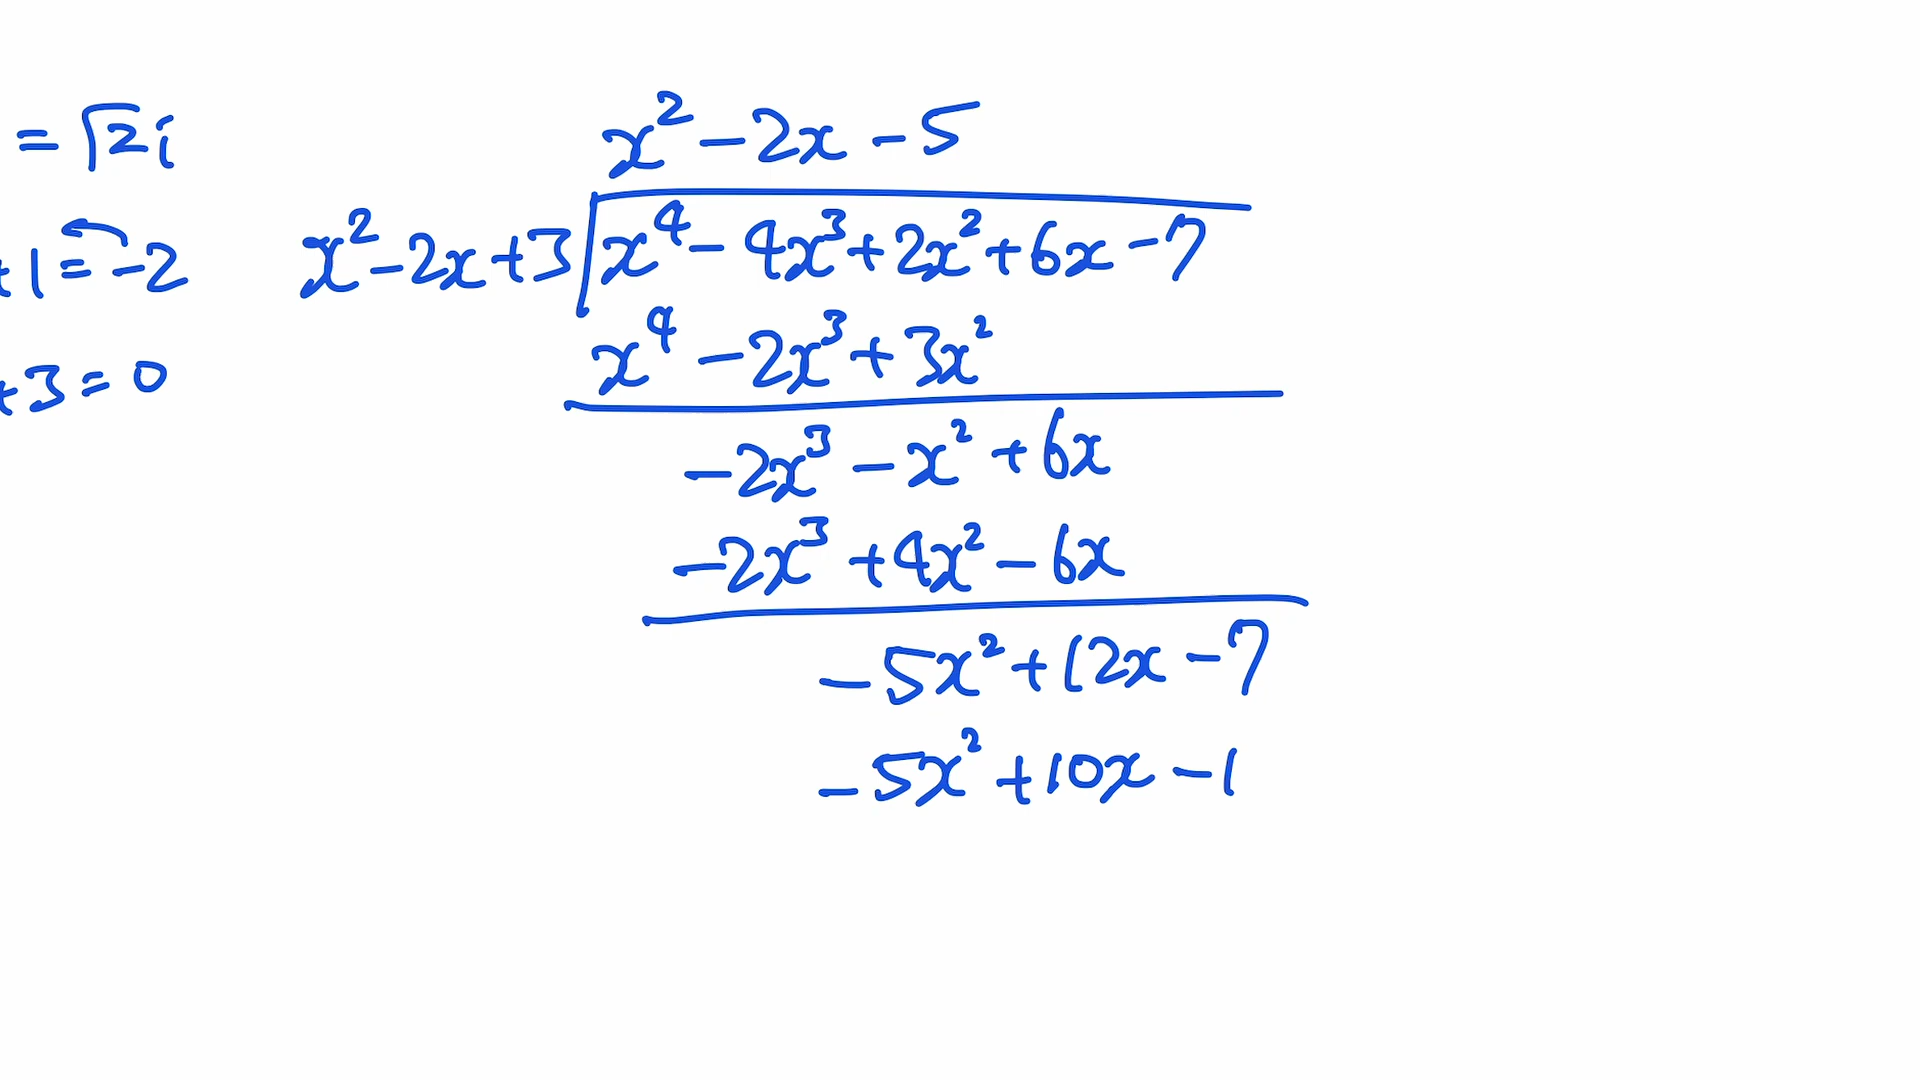 = √2i
+1 = -2
+3 = 0
x² - 2x - 5
x² - 2x + 3 x⁴ - 4x³ + 2x² + 6x - 7
x⁴ - 2x³ + 3x²
-2x³ - x² + 6x
-2x³ + 4x² - 6x
-5x² + 12x - 7
-5x² + 10x - 1